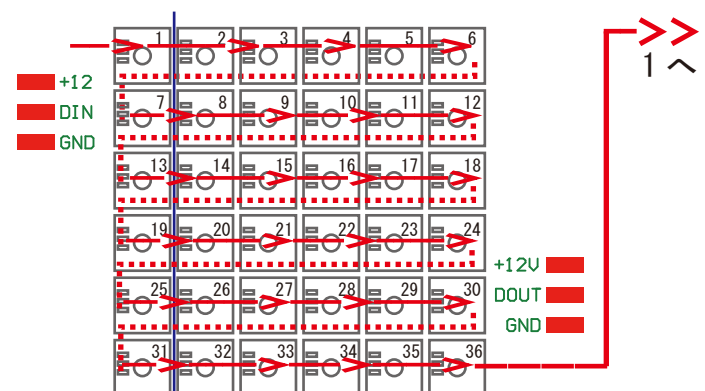 1 2 3 4 5 6
1へ
+12
DIN
GND
7 8 9 10 11 12
13 14 15 16 17 18
19 20 21 22 23 24
+12V
DOUT
GND
25 26 27 28 29 30
31 32 33 34 35 36